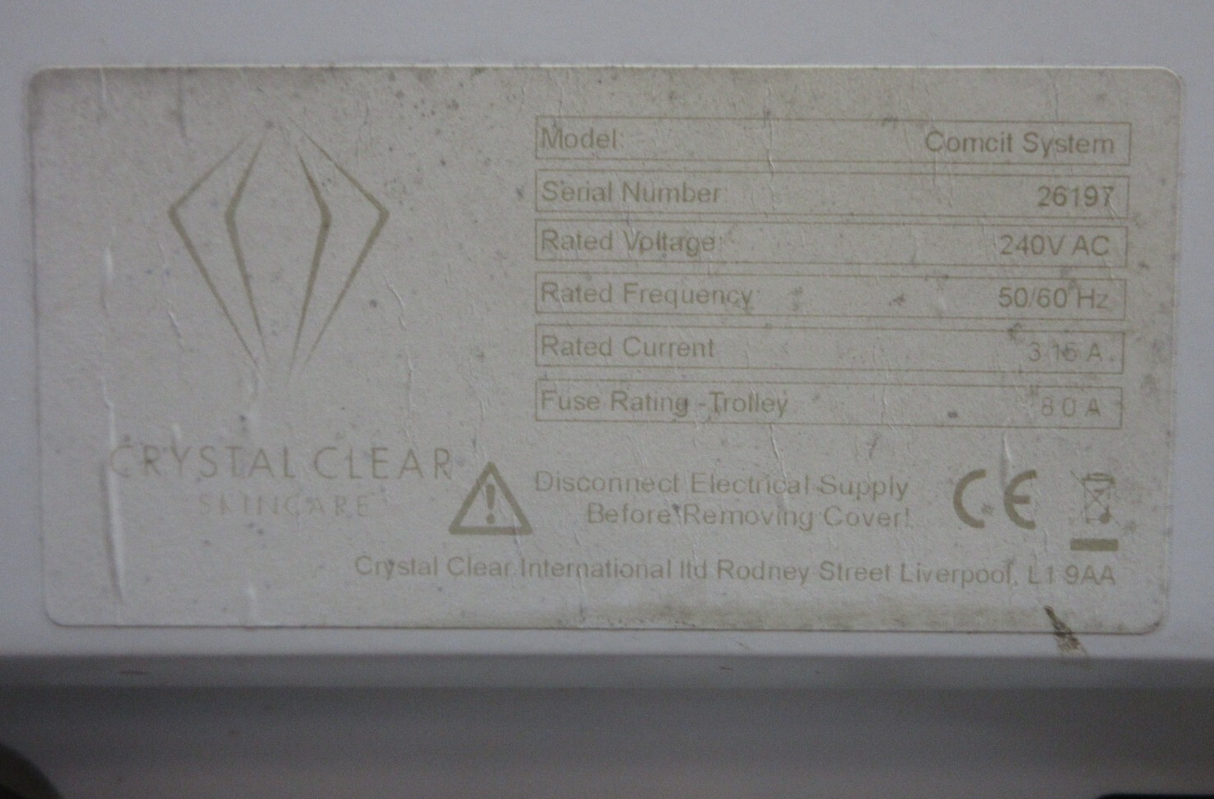 Model: Comcit System
Serial Number 26197
Rated Voltage: 240V AC
Rated Frequency 50/60 Hz
Rated Current 3.15 A
Fuse Rating -Trolley 8.0 A
CRYSTAL CLEAR
SKINCARE
Disconnect Electrical Supply
Before Removing Cover!
CE
Crystal Clear International ltd Rodney Street Liverpool, L1 9AA